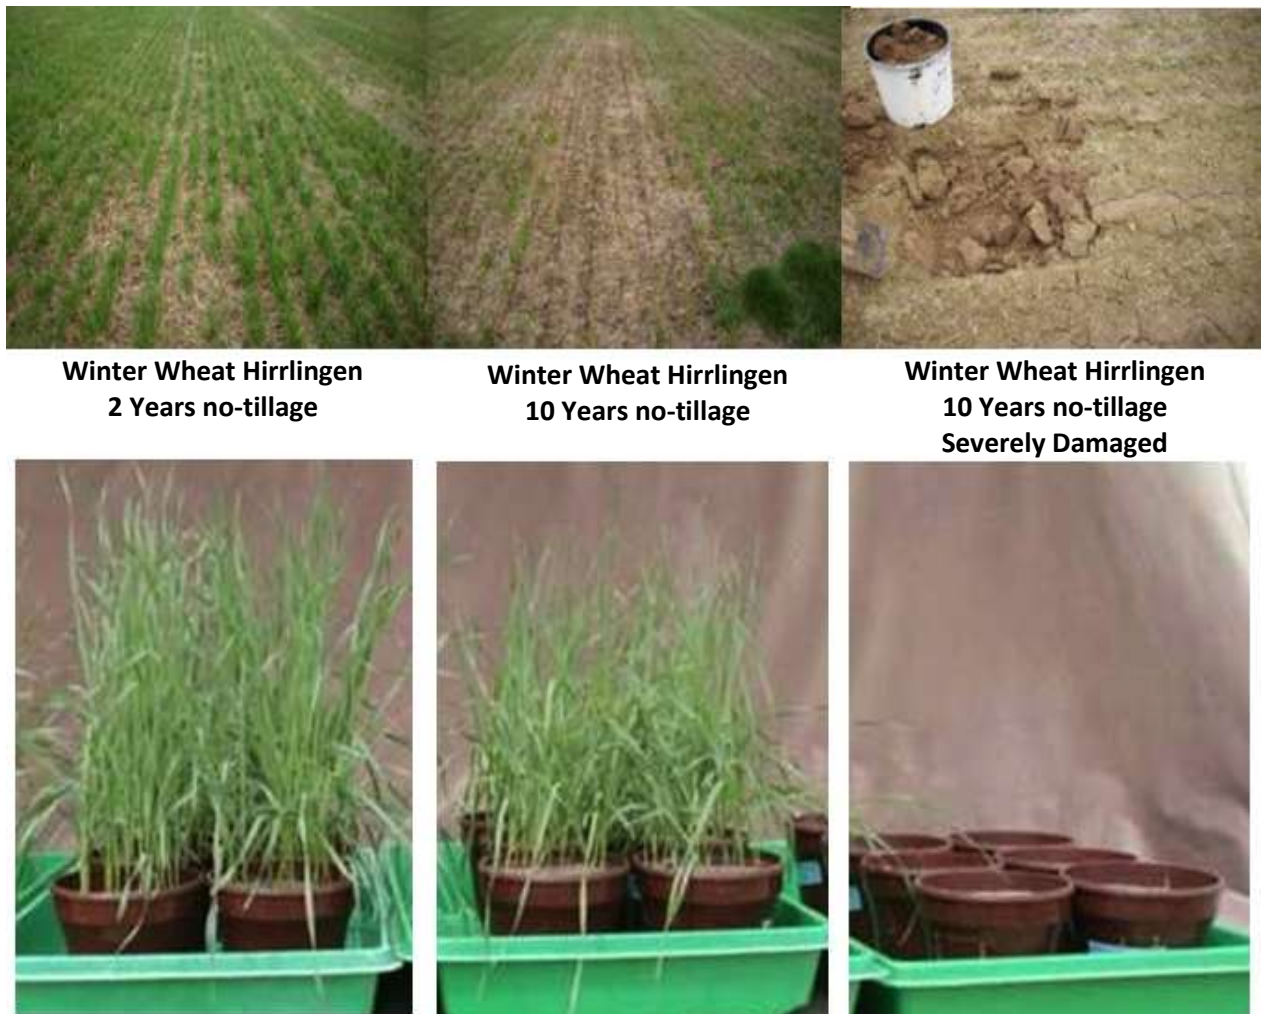 Winter Wheat Hirrlingen
2 Years no-tillage
Winter Wheat Hirrlingen
10 Years no-tillage
Winter Wheat Hirrlingen
10 Years no-tillage
Severely Damaged